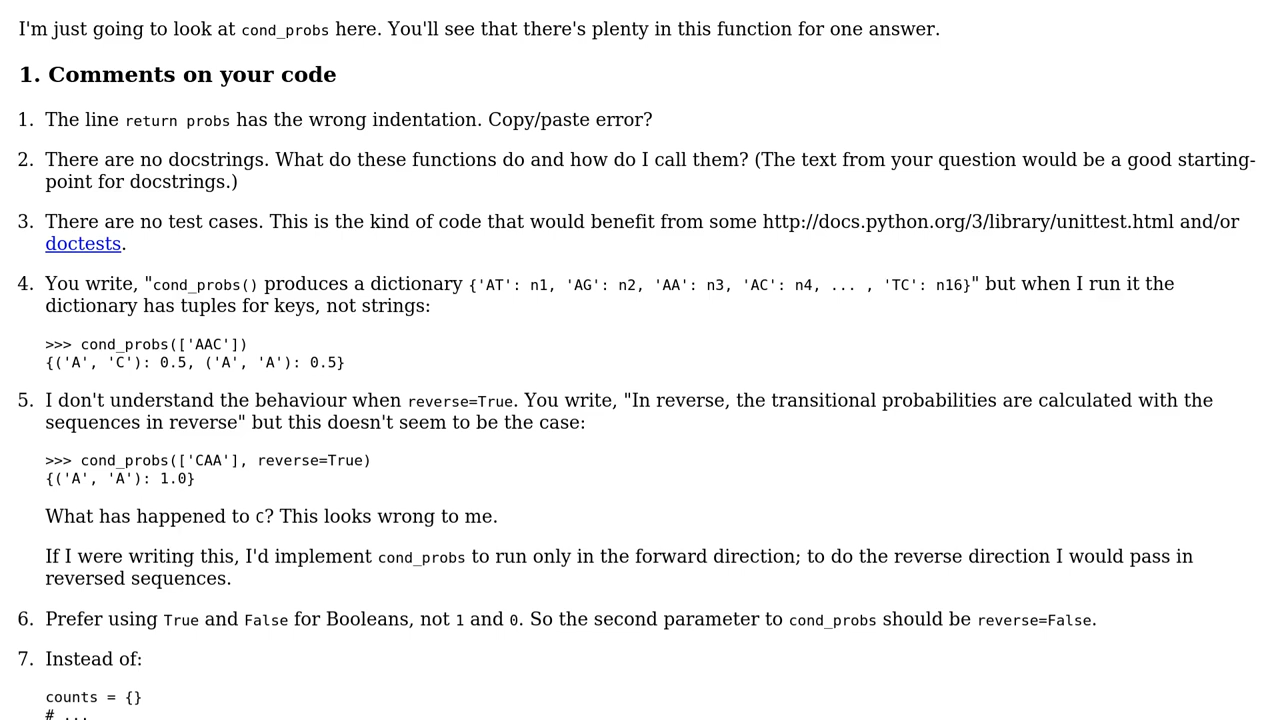 I'm just going to look at cond_probs here. You'll see that there's plenty in this function for one answer.
1. Comments on your code
1. The line return probs has the wrong indentation. Copy/paste error?
2. There are no docstrings. What do these functions do and how do I call them? (The text from your question would be a good starting-
point for docstrings.)
3. There are no test cases. This is the kind of code that would benefit from some http://docs.python.org/3/library/unittest.html and/or
doctests.
4. You write, "cond_probs() produces a dictionary {'AT': n1, 'AG': n2, 'AA': n3, 'AC': n4, ... , 'TC': n16}" but when I run it the
dictionary has tuples for keys, not strings:
>>> cond_probs(['AAC'])
{('A', 'C'): 0.5, ('A', 'A'): 0.5}
5. I don't understand the behaviour when reverse=True. You write, "In reverse, the transitional probabilities are calculated with the
sequences in reverse" but this doesn't seem to be the case:
>>> cond_probs(['CAA'], reverse=True)
{('A', 'A'): 1.0}
What has happened to C? This looks wrong to me.
If I were writing this, I'd implement cond_probs to run only in the forward direction; to do the reverse direction I would pass in
reversed sequences.
6. Prefer using True and False for Booleans, not 1 and 0. So the second parameter to cond_probs should be reverse=False.
7. Instead of:
counts = {}
# ...